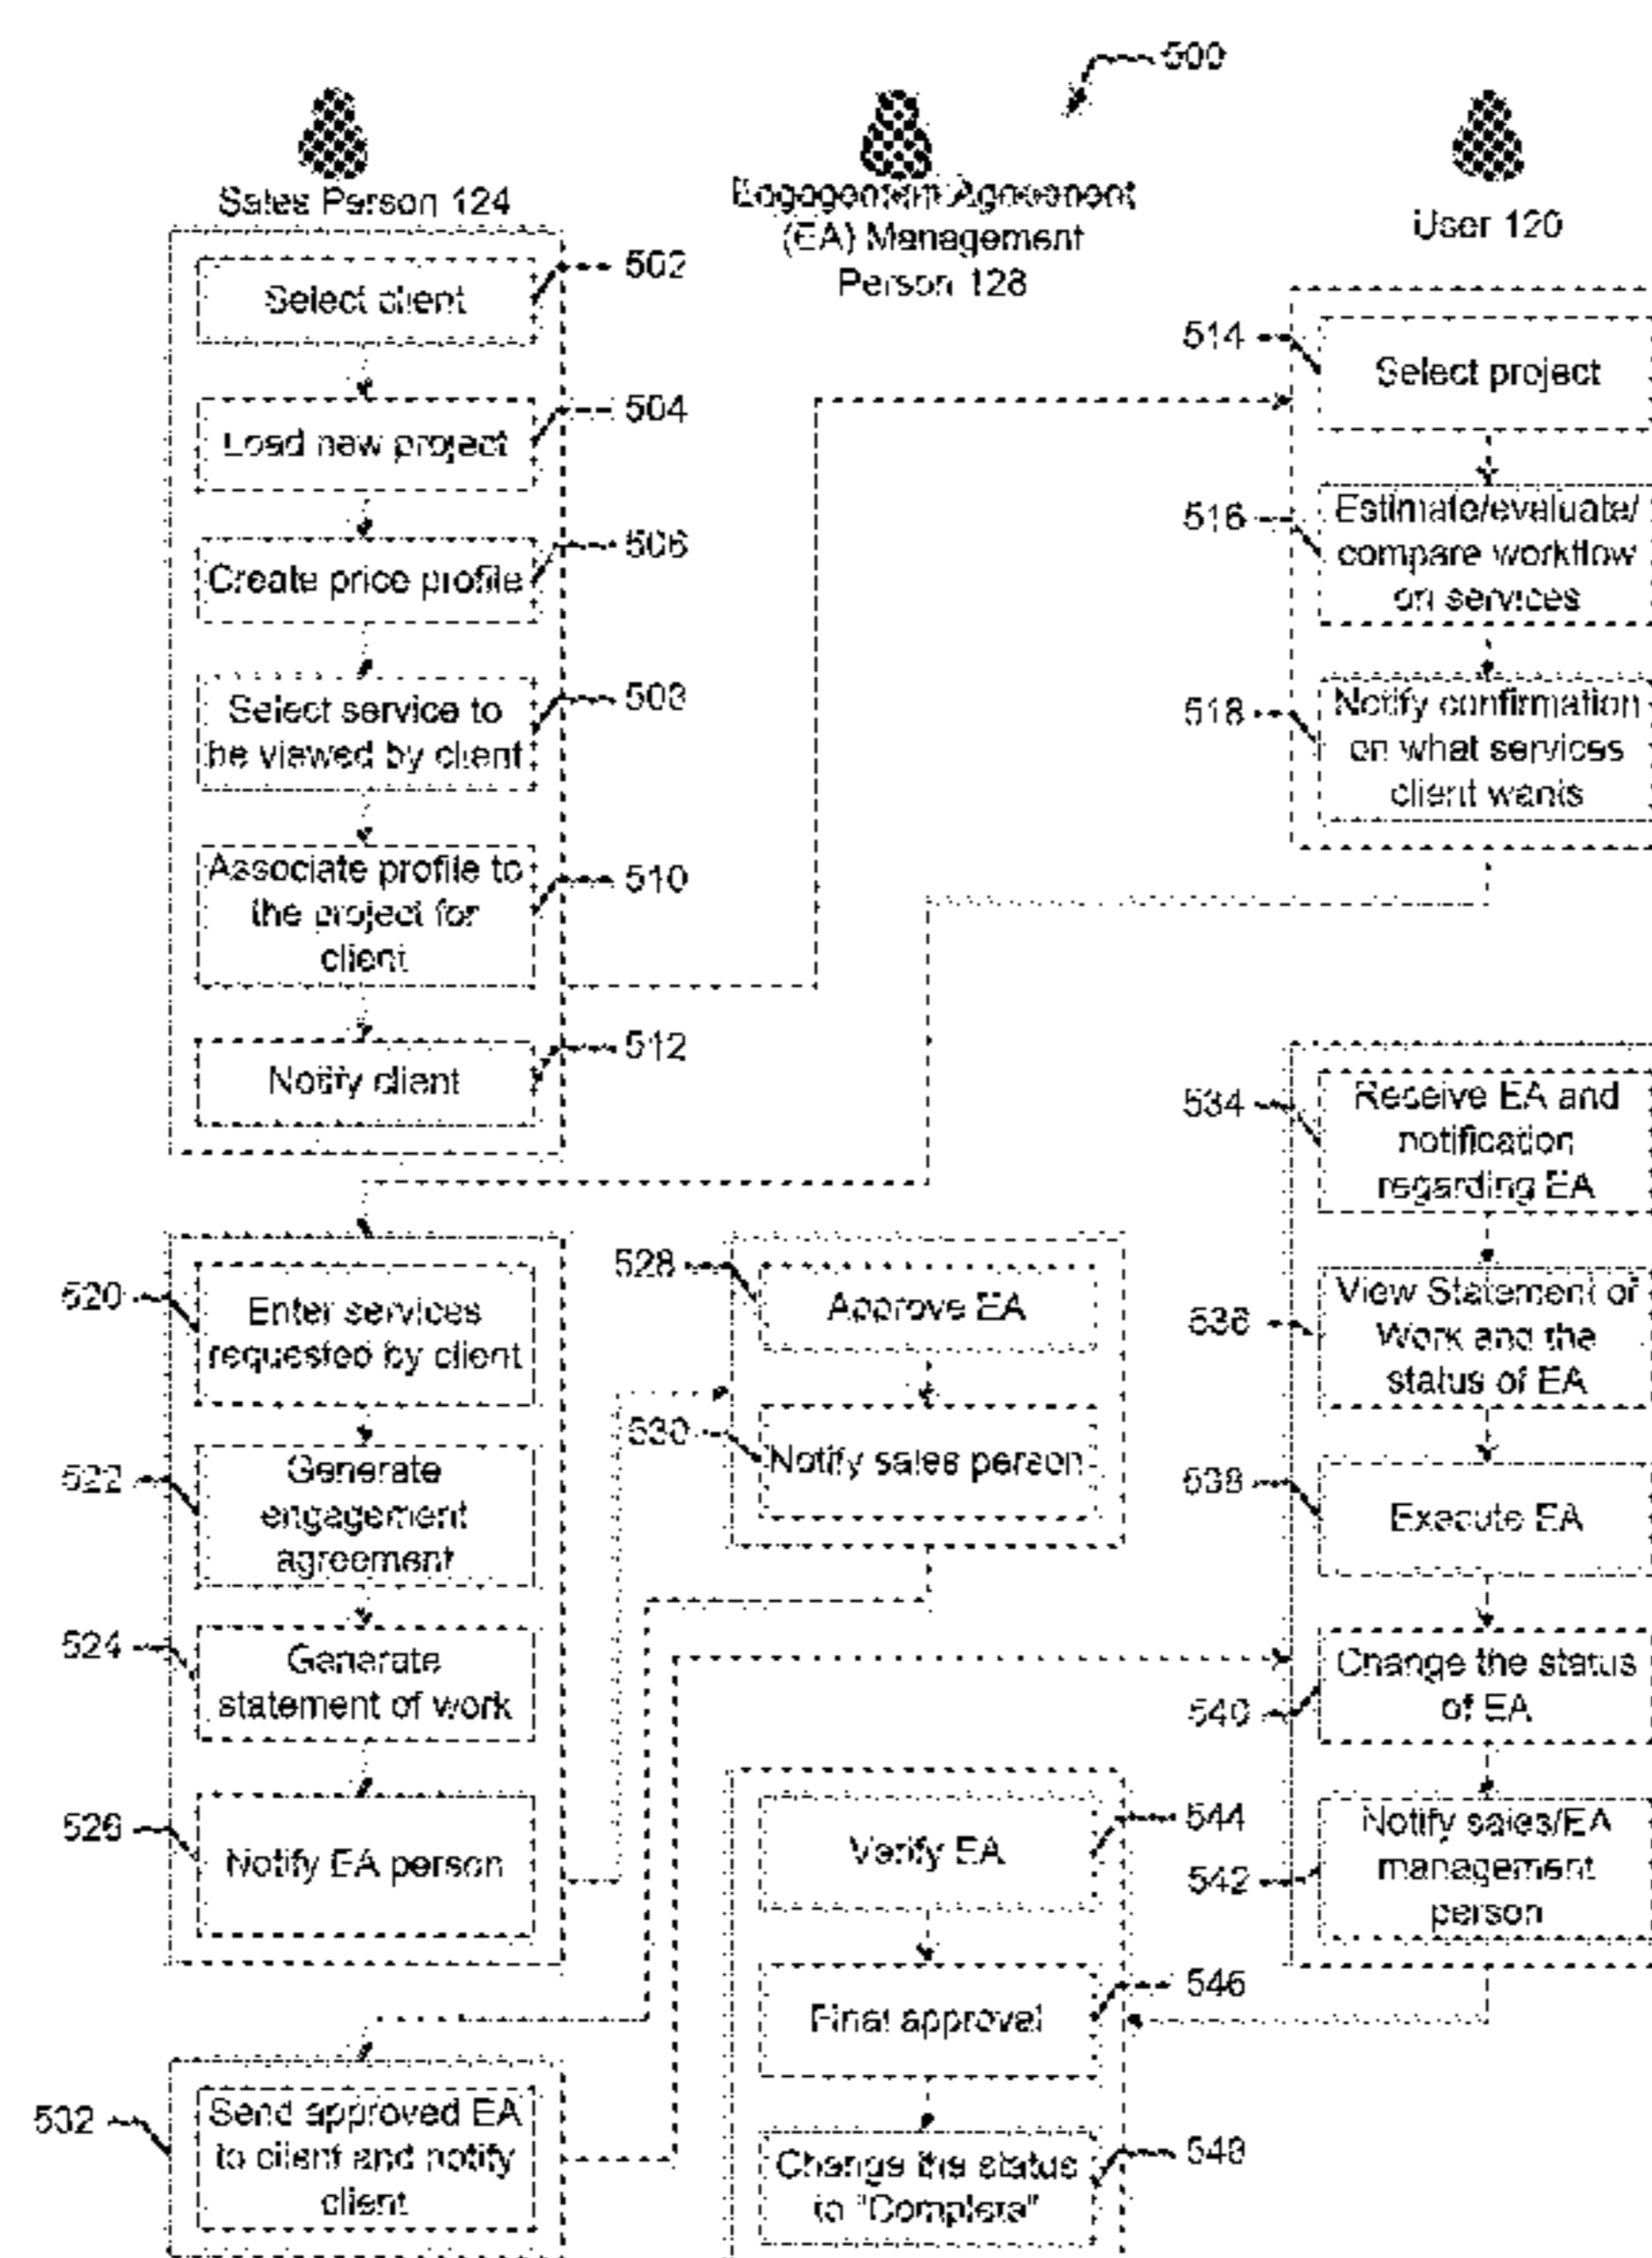 500
Sales Person 124
Engagement Agreement
(EA) Management
Person 128
User 120
Select client
502
Load new project
504
Create price profile
506
Select service to
be viewed by client
508
Associate profile to
the project for
client
510
Notify client
512
514
Select project
516
Estimate/evaluate/
compare workflow
on services
518
Notify confirmation
on what services
client wants
520
Enter services
requested by client
522
Generate
engagement
agreement
524
Generate
statement of work
526
Notify EA person
528
Approve EA
530
Notify sales person
532
Send approved EA
to client and notify
client
534
Receive EA and
notification
regarding EA
536
View Statement of
Work and the
status of EA
538
Execute EA
540
Change the status
of EA
542
Notify sales/EA
management
person
Verify EA
544
Final approval
546
Change the status
to "Complete"
548